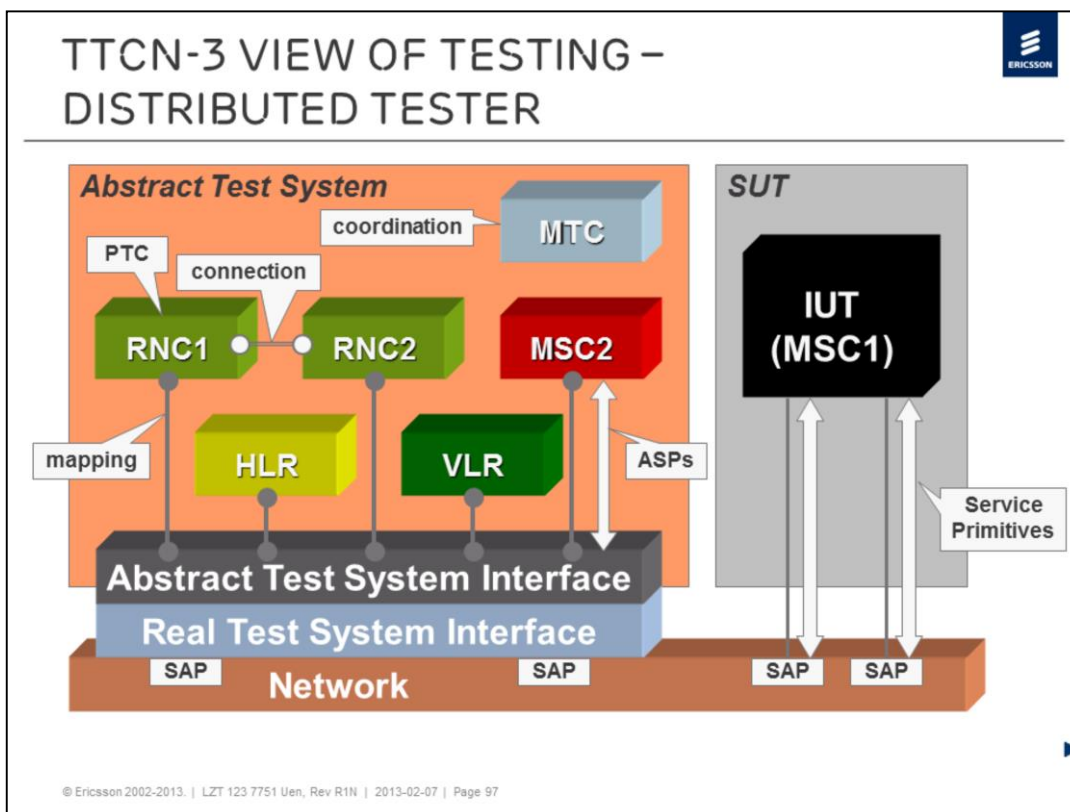 TTCN-3 VIEW OF TESTING –
DISTRIBUTED TESTER
ERICSSON
Abstract Test System
SUT
coordination
MTC
PTC
connection
IUT
(MSC1)
RNC1
RNC2
MSC2
mapping
HLR
VLR
ASPs
Service
Primitives
Abstract Test System Interface
Real Test System Interface
SAP
SAP
SAP
SAP
Network
© Ericsson 2002-2013. | LZT 123 7751 Uen, Rev R1N | 2013-02-07 | Page 97